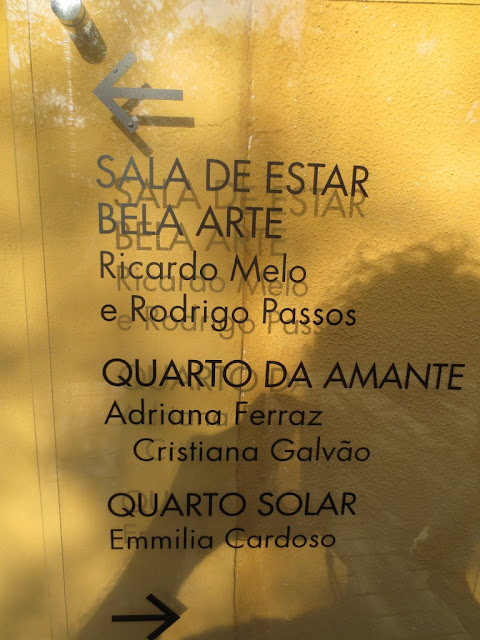 SALA DE ESTAR
BELA ARTE
Ricardo Melo
e Rodrigo Passos
QUARTO DA AMANTE
Adriana Ferraz
Cristiana Galvão
QUARTO SOLAR
Emmilia Cardoso